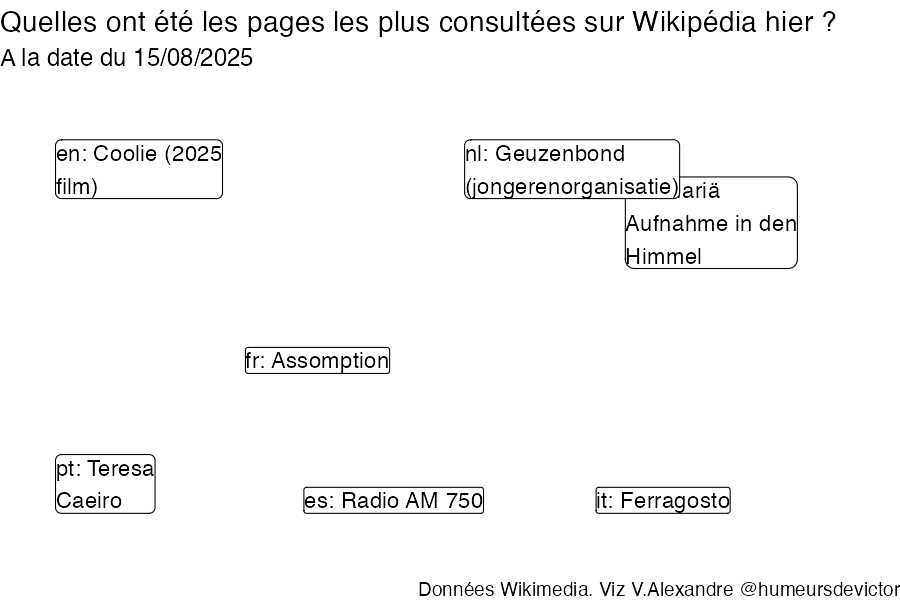 Quelles ont été les pages les plus consultées sur Wikipédia hier ?
A la date du 15/08/2025
en: Coolie (2025
film)
nl: Geuzenbond
(jongerenorganisatie)
Aufnahme in den
Himmel
fr: Assomption
pt: Teresa
Caeiro
es: Radio AM 750
it: Ferragosto
Données Wikimedia. Viz V.Alexandre @humeursdevictor